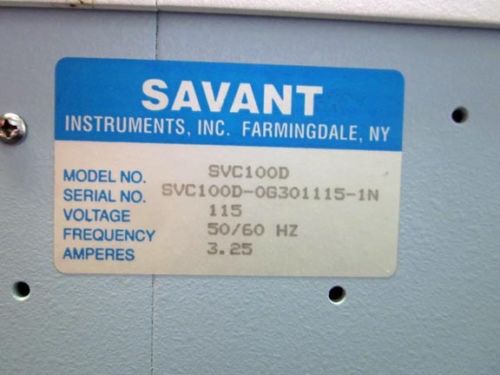 SAVANT
INSTRUMENTS, INC. FARMINGDALE, NY
MODEL NO. SVC100D
SERIAL NO. SVC100D-0G301115-1N
VOLTAGE 115
FREQUENCY 50/60 HZ
AMPERES 3.25